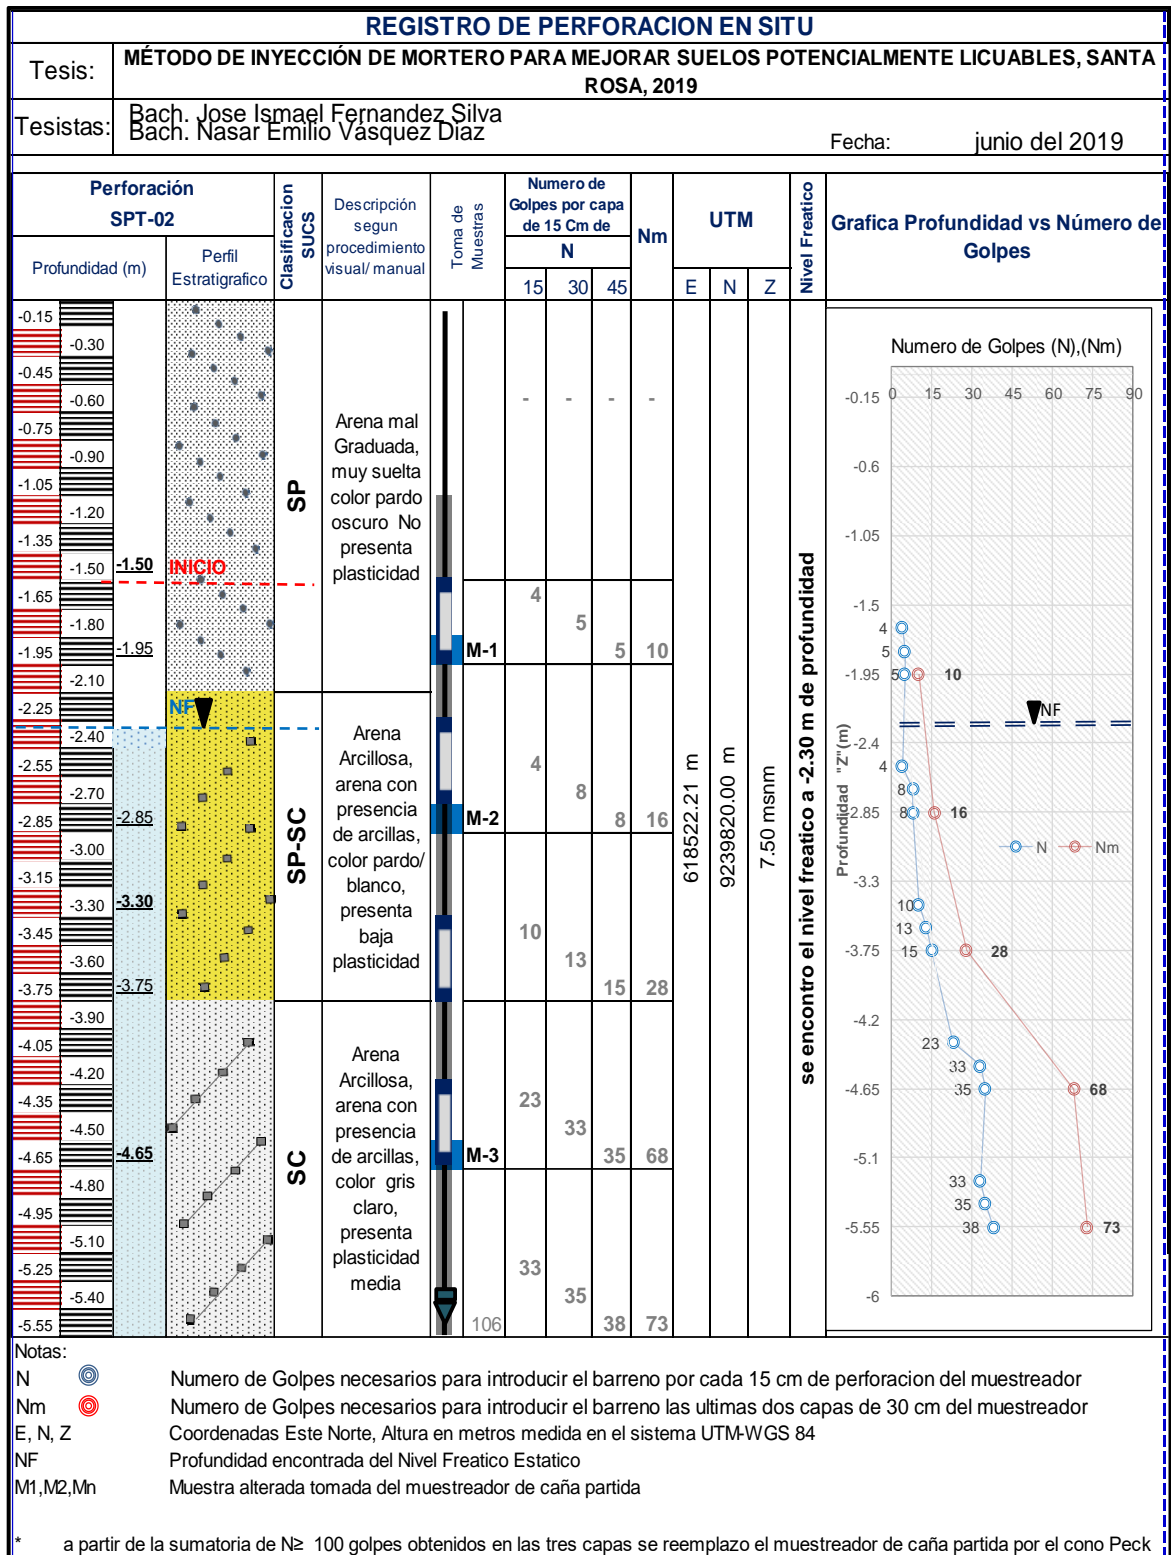 REGISTRO DE PERFORACIÓN EN SITU
Tesis:
MÉTODO DE INYECCIÓN DE MORTERO PARA MEJORAR SUELOS POTENCIALMENTE LICUABLES, SANTA
ROSA, 2019
Tesistas:
Bach. Jose Ismael Fernandez Silva
Bach. Nasar Emilio Vásquez Díaz
Fecha: junio del 2019
Perforación
SPT-02
Profundidad (m)
Perfil
Estratigrafico
Clasificacion
SUCS
Descripción
segun
procedimiento
visual/ manual
Toma de
Muestras
Numero de
Golpes por capa
de 15 Cm de
N
15 30 45
Nm
UTM
E N Z
Nivel Freatico
Grafica Profundidad vs Número de
Golpes
-0.15
-0.30
-0.45
-0.60
-0.75
-0.90
-1.05
-1.20
-1.35
-1.50
-1.65
-1.80
-1.95
-2.10
-2.25
-2.40
-2.55
-2.70
-2.85
-3.00
-3.15
-3.30
-3.45
-3.60
-3.75
-3.90
-4.05
-4.20
-4.35
-4.50
-4.65
-4.80
-4.95
-5.10
-5.25
-5.40
-5.55
-1.50
-1.95
-2.85
-3.30
-3.75
-4.65
INICIO
NF
SP
SP-SC
SC
Arena mal
Graduada,
muy suelta
color pardo
oscuro No
presenta
plasticidad
Arena
Arcillosa,
arena con
presencia
de arcillas,
color pardo/
blanco,
presenta
baja
plasticidad
Arena
Arcillosa,
arena con
presencia
de arcillas,
color gris
claro,
presenta
plasticidad
media
M-1
M-2
M-3
106
- - - -
4
5
5 10
4
8
8 16
10
13
15 28
23
33
35 68
33
35
38 73
618522.21 m
9239820.00 m
7.50 msnm
se encontro el nivel freatico a -2.30 m de profundidad
Numero de Golpes (N),(Nm)
0 15 30 45 60 75 90
-0.15
-0.6
-1.05
-1.5
-1.95
-2.4
-2.85
-3.3
-3.75
-4.2
-4.65
-5.1
-5.55
-6
Profundidad "Z"(m)
4
5
5 10
NF
4
8
8 16
N Nm
10
13
15 28
23
33
35 68
33
35
38 73
Notas:
N Numero de Golpes necesarios para introducir el barreno por cada 15 cm de perforacion del muestreador
Nm Numero de Golpes necesarios para introducir el barreno las ultimas dos capas de 30 cm del muestreador
E, N, Z Coordenadas Este Norte, Altura en metros medida en el sistema UTM-WGS 84
NF Profundidad encontrada del Nivel Freatico Estatico
M1,M2,Mn Muestra alterada tomada del muestreador de caña partida
* a partir de la sumatoria de N≥ 100 golpes obtenidos en las tres capas se reemplazo el muestreador de caña partida por el cono Peck